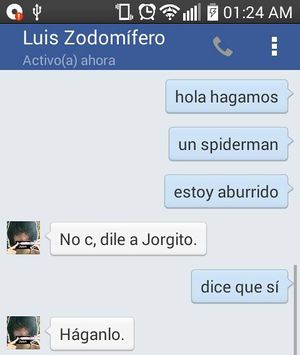 01:24 AM
Luis Zodomífero
Activo(a) ahora
hola hagamos
un spiderman
estoy aburrido
No c, dile a Jorgito.
dice que sí
Háganlo.